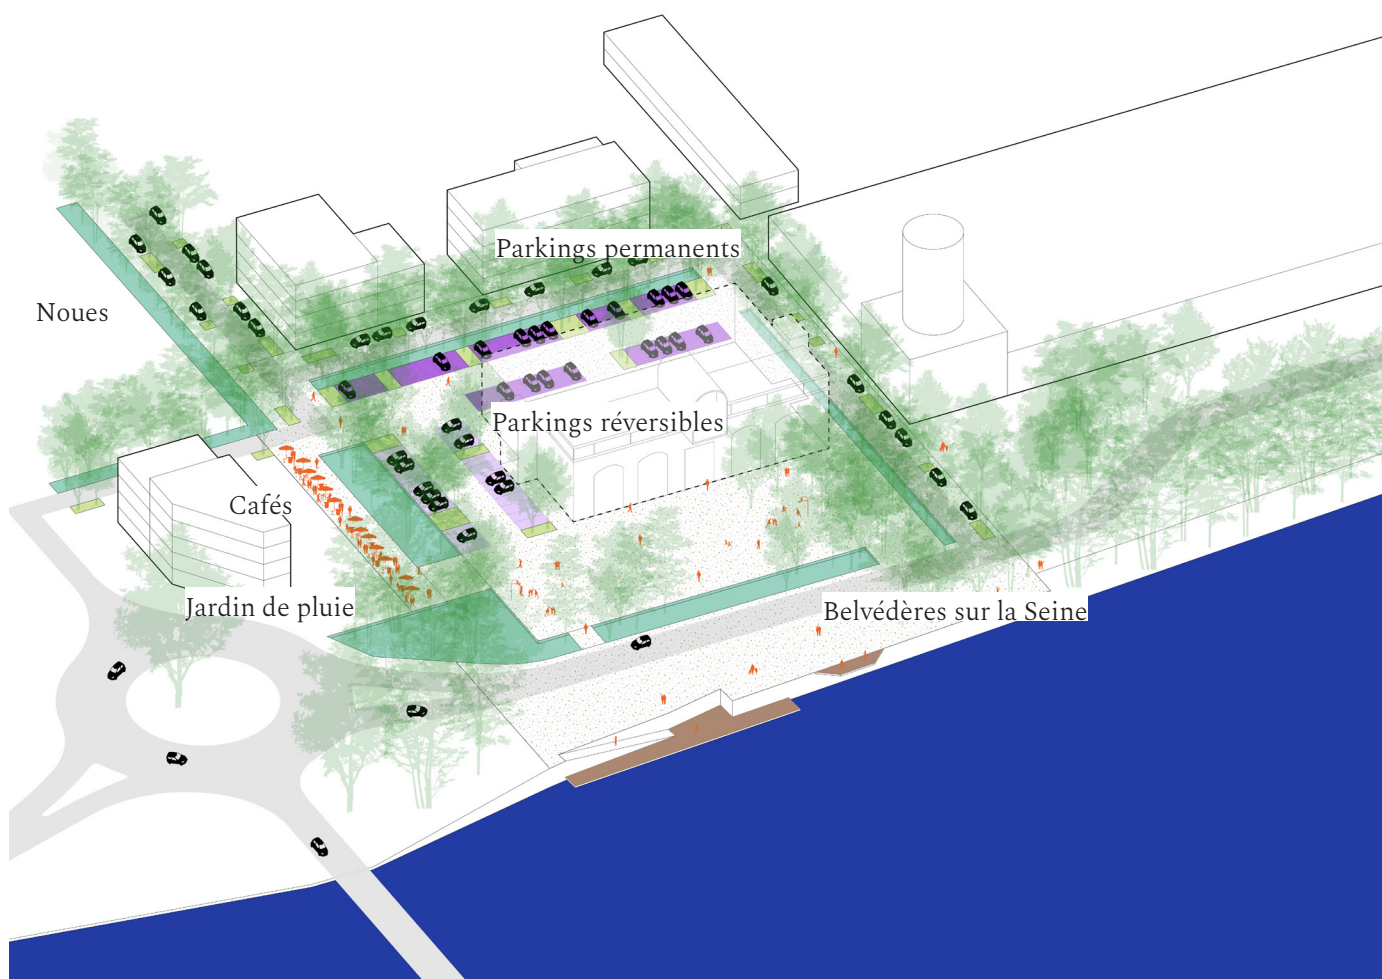 Parkings permanents
Noues
Parkings réversibles
Cafés
Jardin de pluie
Belvédères sur la Seine